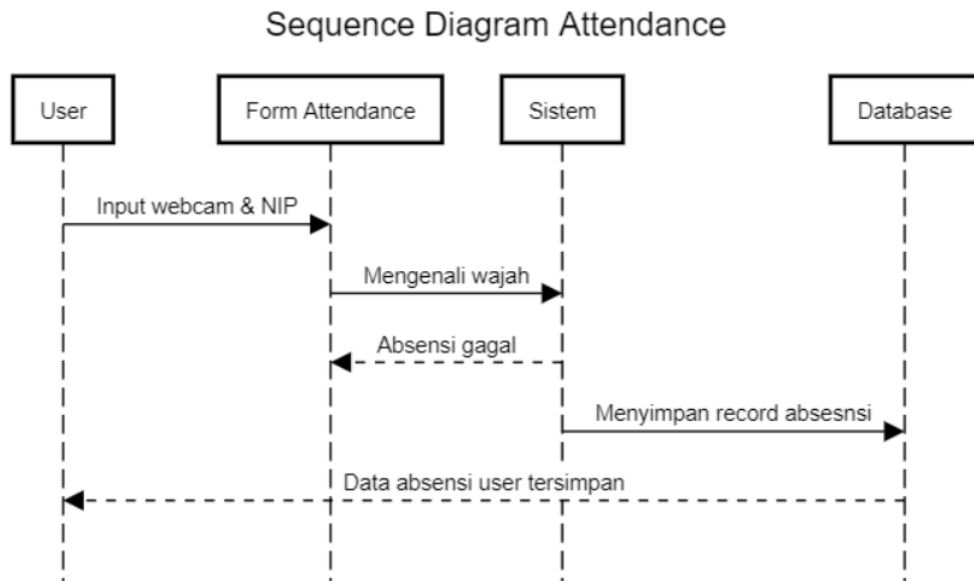 Sequence Diagram Attendance
User
Form Attendance
Sistem
Database
Input webcam & NIP
Mengenali wajah
Absensi gagal
Menyimpan record absesnsi
Data absensi user tersimpan